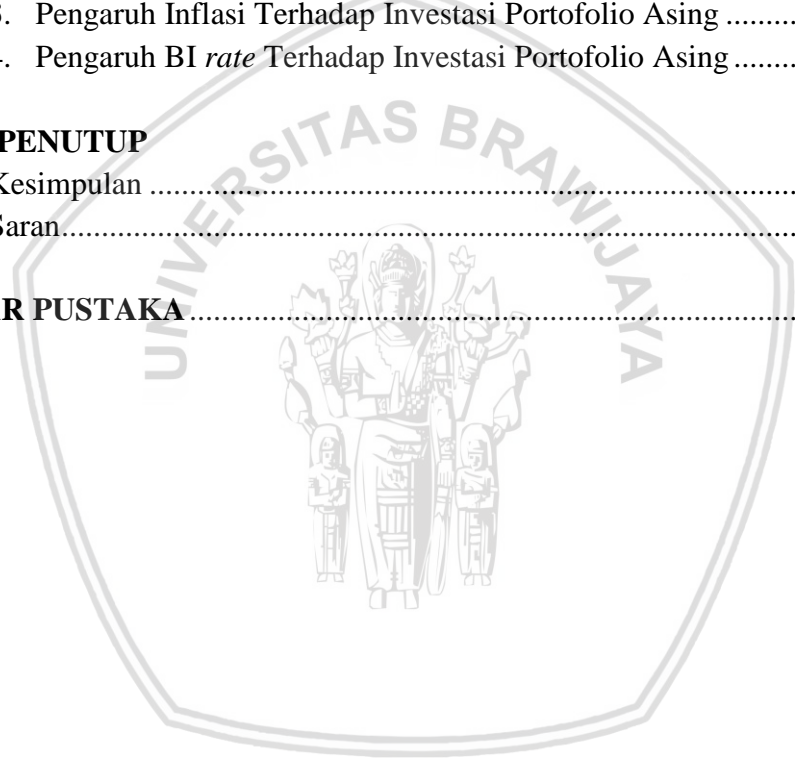 3. Pengaruh Inflasi Terhadap Investasi Portofolio Asing .........
4. Pengaruh BI rate Terhadap Investasi Portofolio Asing ........
PENUTUP
Kesimpulan ..................................................................................
Saran..............................................................................................
R PUSTAKA ..............................................................................
UNIVERSITAS BRAWIJAYA